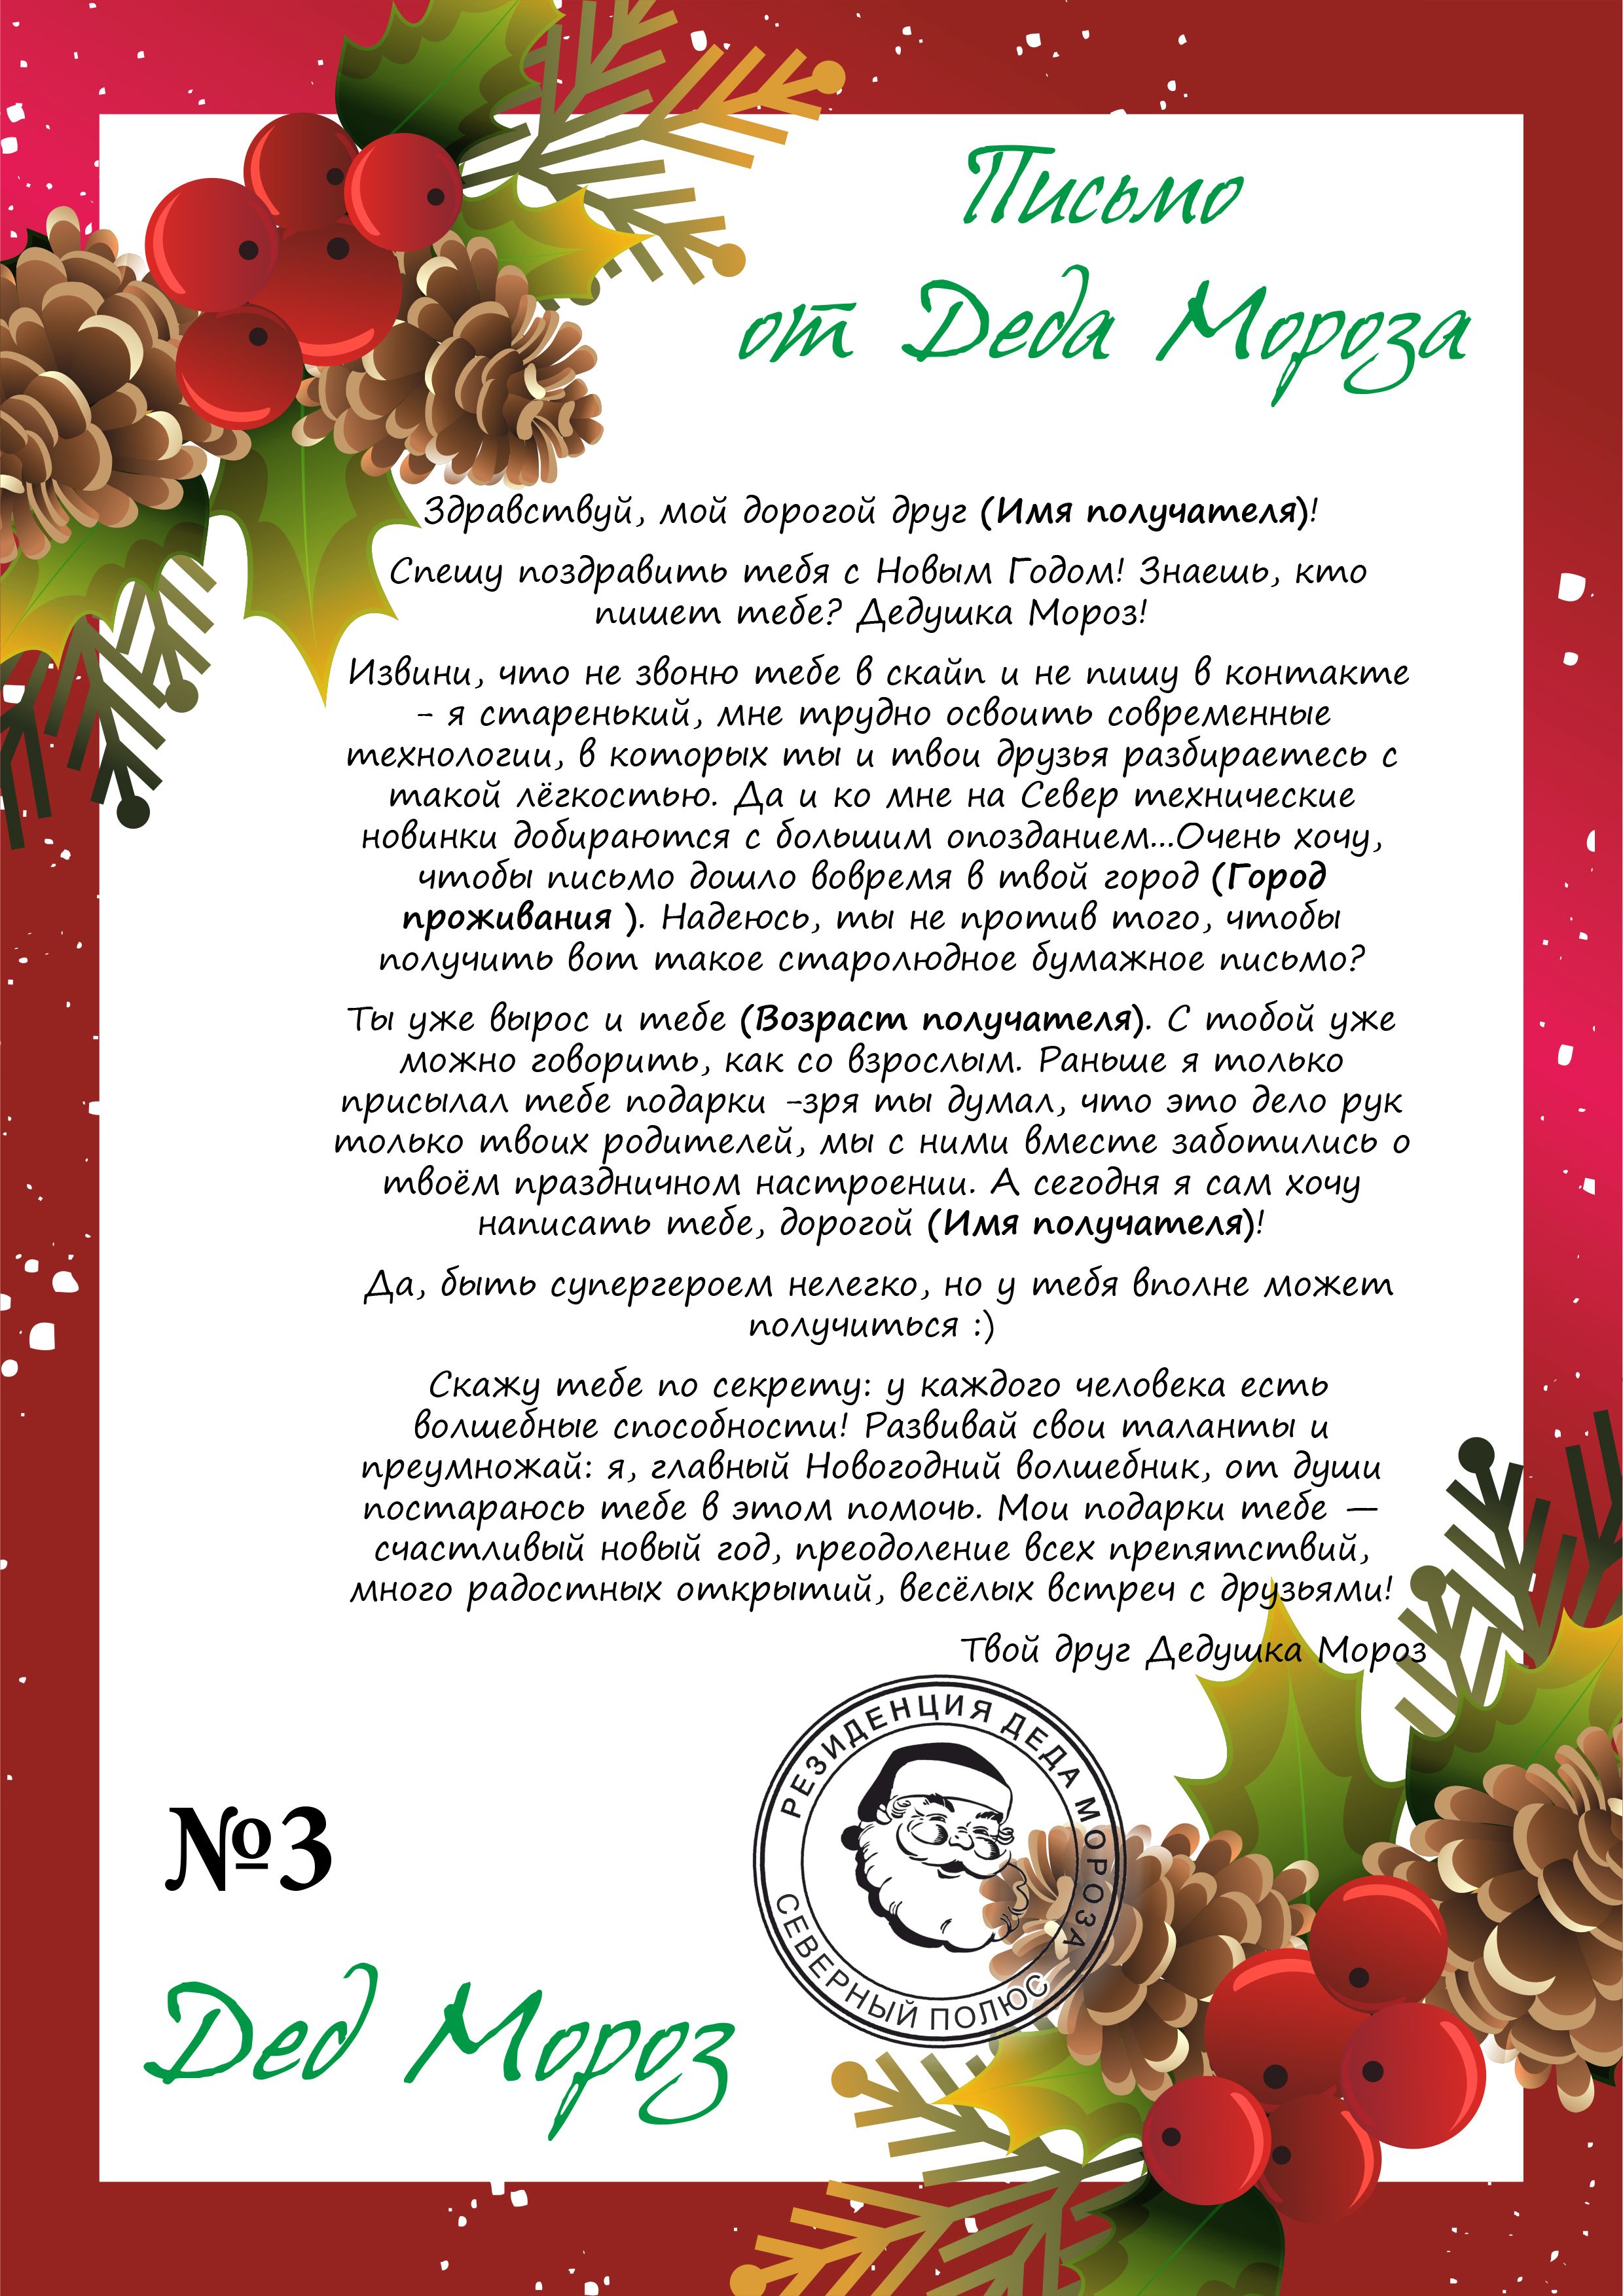 Письмо
от Деда Мороза
Здравствуй, мой дорогой друг (Имя получателя)!
Спешу поздравить тебя с Новым Годом! Знаешь, кто
пишет тебе? Дедушка Мороз!
Извини, что не звоню тебе в скайп и не пишу в контакте
- я старенький, мне трудно освоить современные
технологии, в которых ты и твои друзья разбираетесь с
такой лёгкостью. Да и ко мне на Север технические
новинки добираются с большим опозданием...Очень хочу,
чтобы письмо дошло вовремя в твой город (Город
проживания ). Надеюсь, ты не против того, чтобы
получить вот такое старолюдное бумажное письмо?
Ты уже вырос и тебе (Возраст получателя). С тобой уже
можно говорить, как со взрослым. Раньше я только
присылал тебе подарки -зря ты думал, что это дело рук
только твоих родителей, мы с ними вместе заботились о
твоём праздничном настроении. А сегодня я сам хочу
написать тебе, дорогой (Имя получателя)!
Да, быть супергероем нелегко, но у тебя вполне может
получиться :)
Скажу тебе по секрету: у каждого человека есть
волшебные способности! Развивай свои таланты и
преумножай: я, главный Новогодний волшебник, от души
постараюсь тебе в этом помочь. Мои подарки тебе —
счастливый новый год, преодоление всех препятствий,
много радостных открытий, весёлых встреч с друзьями!
Твой друг Дедушка Мороз
РЕЗИДЕНЦИЯ ДЕДА МОРОЗА
СЕВЕРНЫЙ ПОЛЮС
№3
Дед Мороз